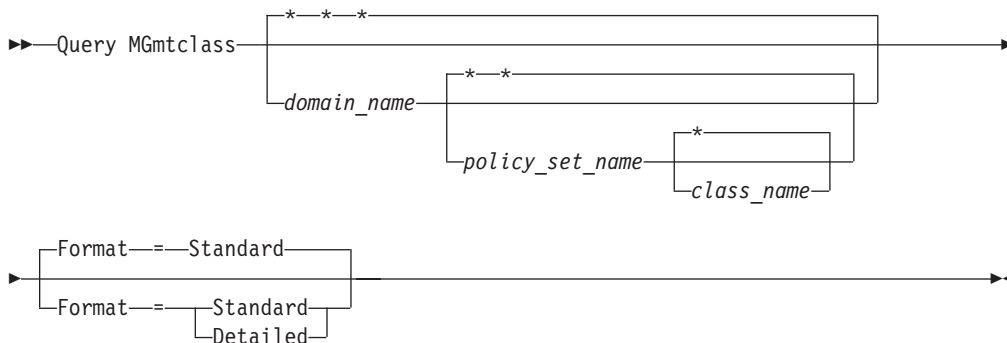 * * *
Query MGmtclass
* *
domain_name
*
policy_set_name
class_name
Format = Standard
Format = Standard
Detailed